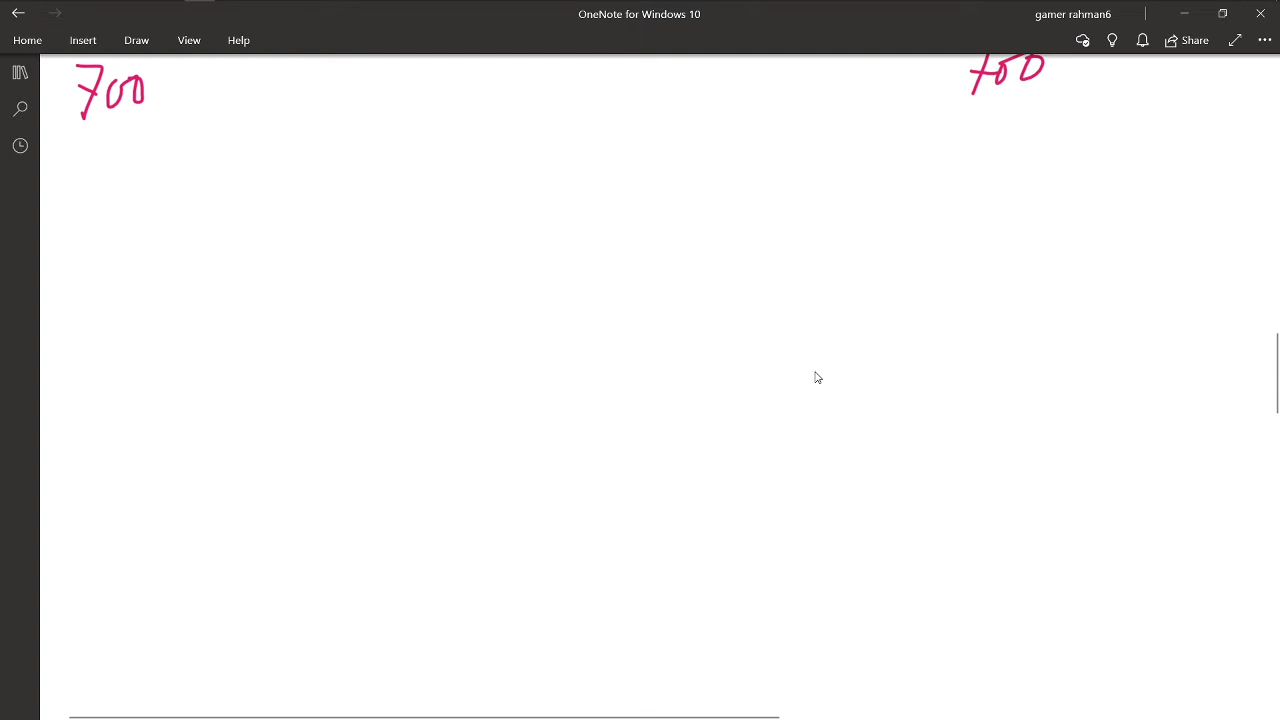 OneNote for Windows 10
gamer rahman6
Home Insert Draw View Help
Share
700 700